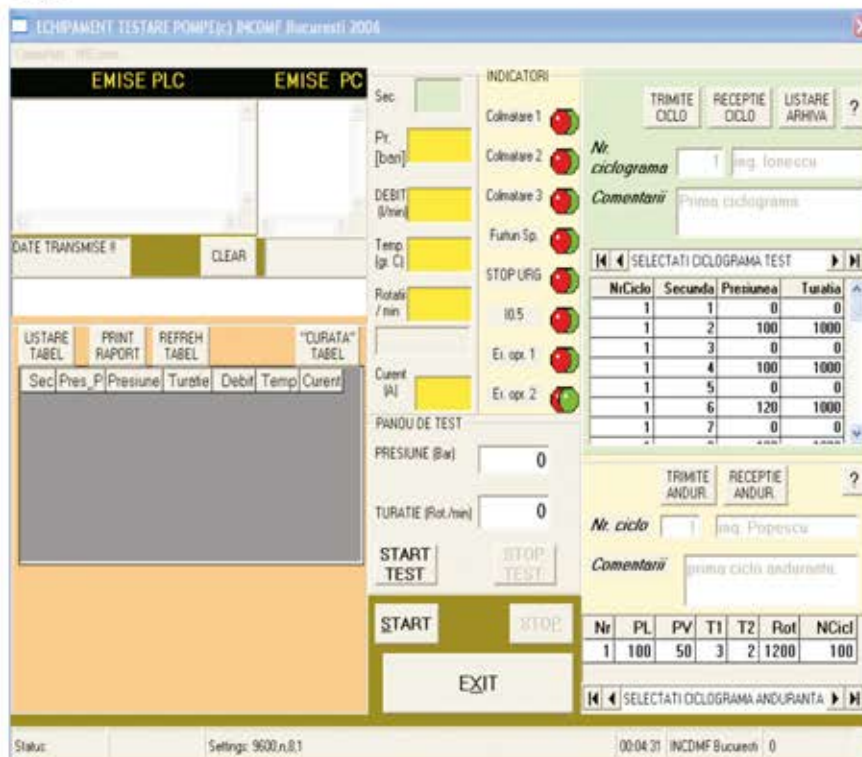 ECHIPAMENT TESTARE POMPE(c) INCDMF Bucuresti 2004
EMISE PLC
EMISE PC
DATE TRANSMISE !!
CLEAR
LISTARE TABEL
PRINT RAPORT
REFREH TABEL
"CURATA" TABEL
Sec Pres_P Presiune Turatie Debit Temp Curent
Sec
Pr. [bari]
DEBIT (l/min)
Temp (gr. C)
Rotatii / min
Curent [A]
INDICATORI
Colmatare 1
Colmatare 2
Colmatare 3
Furtun Sp.
STOP URG
I0.5
Er. opr. 1
Er. opr. 2
PANOU DE TEST
PRESIUNE (Bar) 0
TURATIE (Rot./min) 0
START TEST
STOP TEST
START
STOP
EXIT
TRIMITE CICLO
RECEPTIE CICLO
LISTARE ARHIVA
?
Nr. ciclograma 1 ing. Ionescu
Comentarii Prima ciclograma
SELECTATI CICLOGRAMA TEST
NrCiclo Secunda Presiunea Turatia
1 1 0 0
1 2 100 1000
1 3 0 0
1 4 100 1000
1 5 0 0
1 6 120 1000
1 7 0 0
TRIMITE ANDUR.
RECEPTIE ANDUR.
?
Nr. ciclo 1 ing. Popescu
Comentarii prima ciclo anduranta
Nr PL PV T1 T2 Rot NCicl
1 100 50 3 2 1200 100
SELECTATI CICLOGRAMA ANDURANTA
Status: Settings: 9600,n,8,1 00:04:31 INCDMF Bucuresti 0